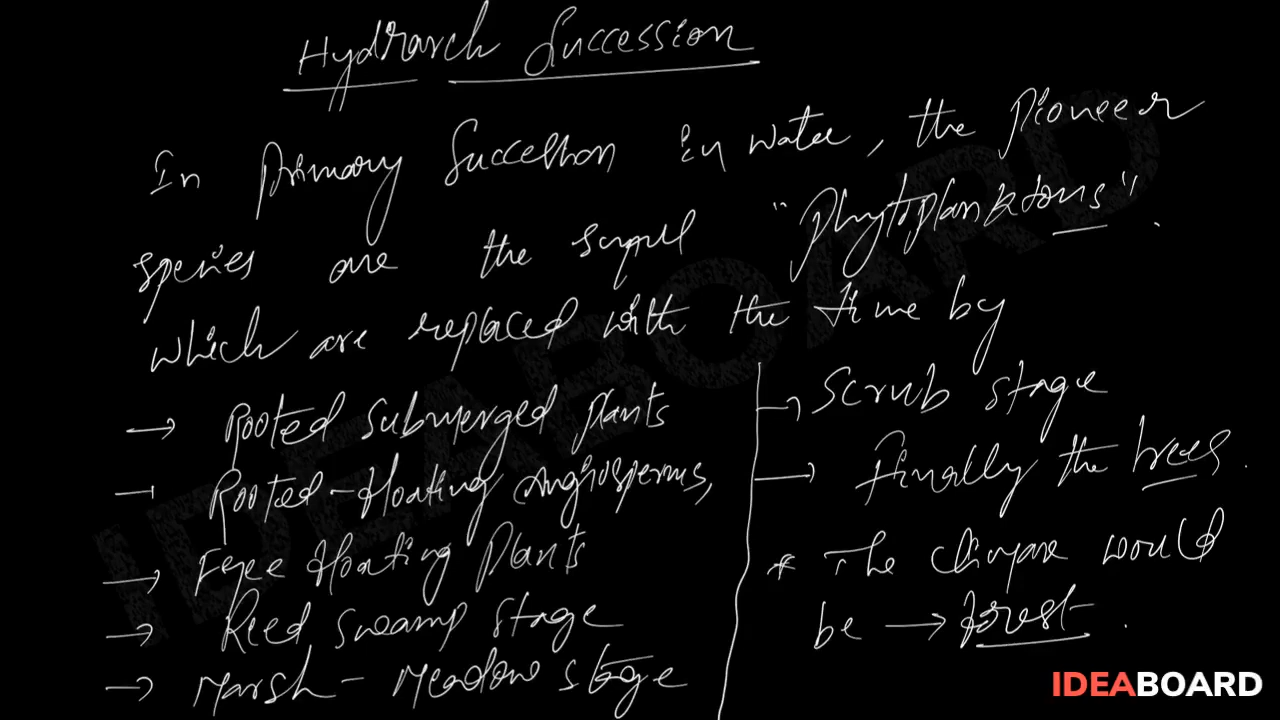 Hydrarch Succession
In Primary Succession in water, the pioneer
species are the small "Phytoplanktons".
which are replaced with the time by
→ Rooted submerged plants
→ Rooted-floating angiosperms,
→ Free floating Plants
→ Reed swamp stage
→ Marsh - Meadow stage
→ Scrub stage
→ Finally the trees.
* The climax would
be → forest.
IDEABOARD
IDEABOARD